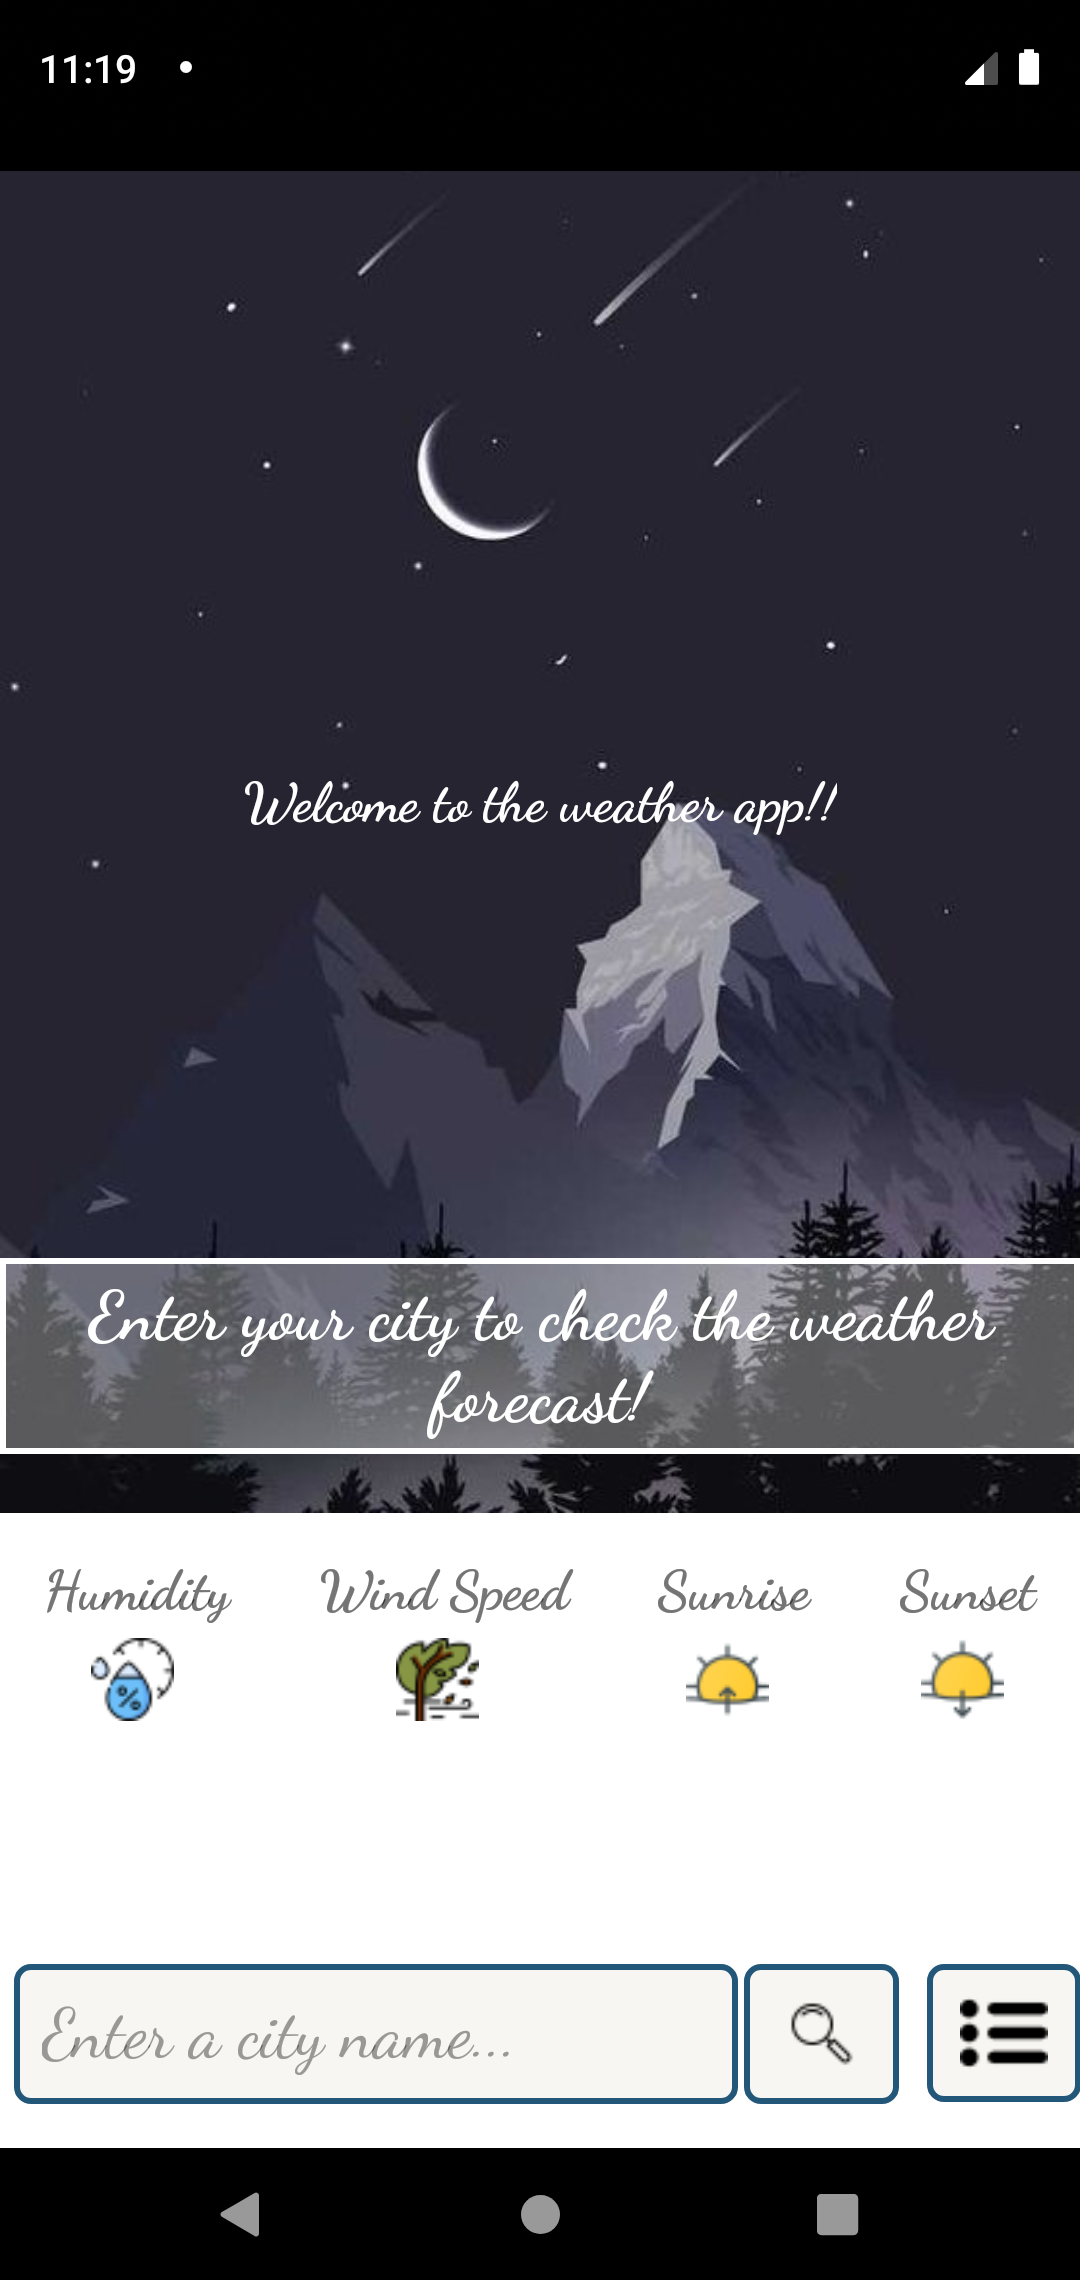 11:19
Welcome to the weather app!!
Enter your city to check the weather
forecast!
Humidity Wind Speed Sunrise Sunset
%
Enter a city name...